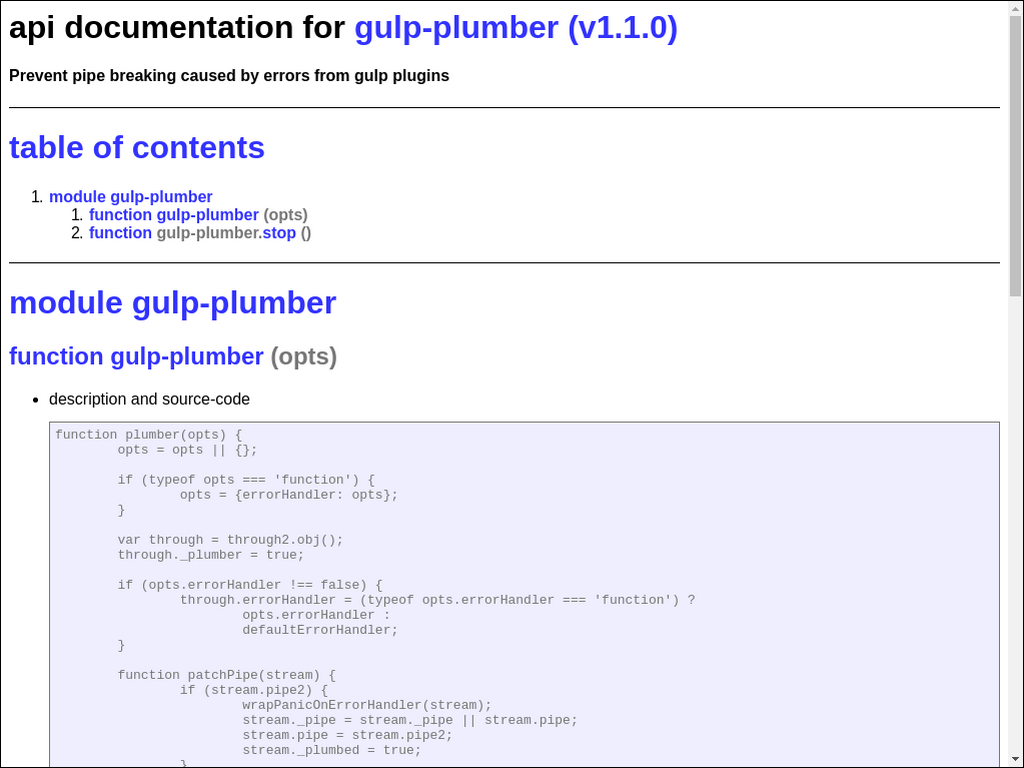 api documentation for gulp-plumber (v1.1.0)
Prevent pipe breaking caused by errors from gulp plugins
table of contents
1. module gulp-plumber
1. function gulp-plumber (opts)
2. function gulp-plumber.stop ()
module gulp-plumber
function gulp-plumber (opts)
• description and source-code
function plumber(opts) {
opts = opts || {};
if (typeof opts === 'function') {
opts = {errorHandler: opts};
}
var through = through2.obj();
through._plumber = true;
if (opts.errorHandler !== false) {
through.errorHandler = (typeof opts.errorHandler === 'function') ?
opts.errorHandler :
defaultErrorHandler;
}
function patchPipe(stream) {
if (stream.pipe2) {
wrapPanicOnErrorHandler(stream);
stream._pipe = stream._pipe || stream.pipe;
stream.pipe = stream.pipe2;
stream._plumbed = true;
}